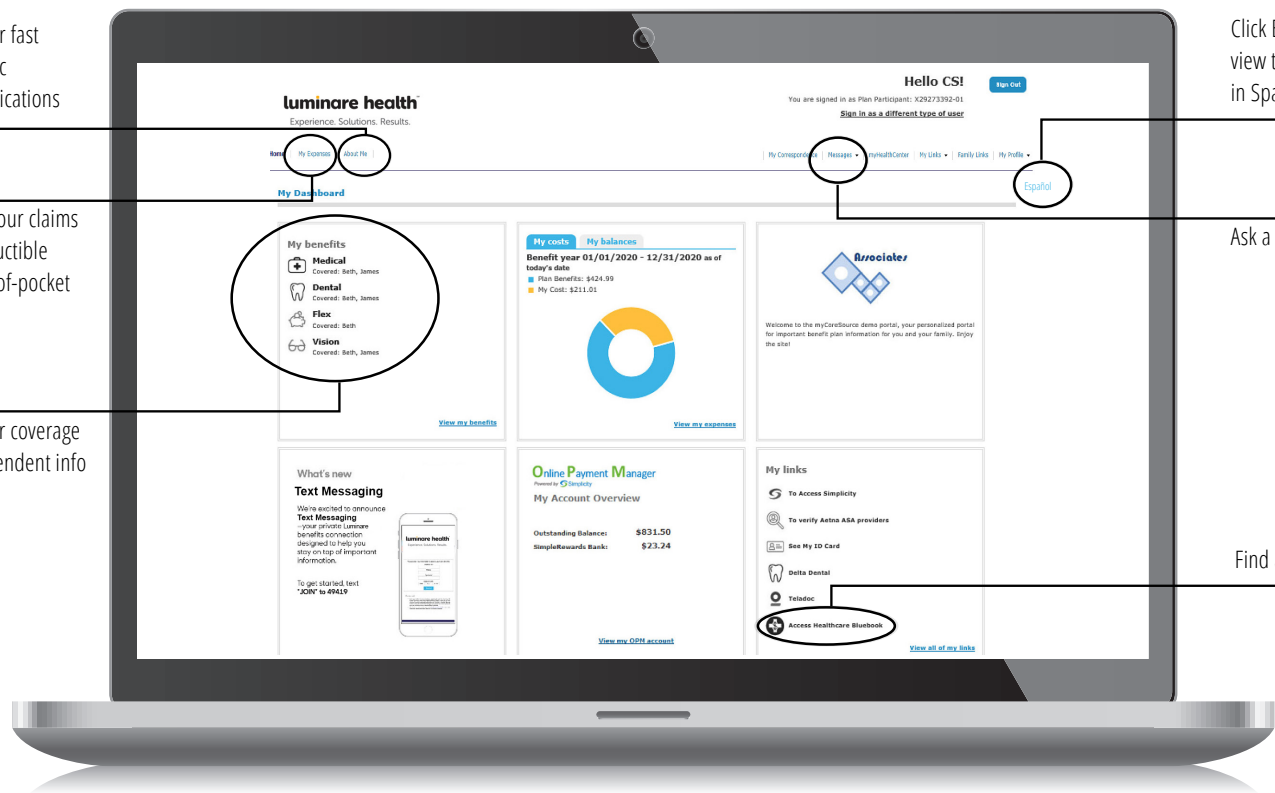 r fast
c
ications
our claims
uctible
of-pocket
r coverage
endent info
luminare health
Experience. Solutions. Results.
Hello CS!
Sign Out
You are signed in as Plan Participant: X29273392-01
Sign in as a different type of user
Home | My Expenses | About Me |
| My Correspondence | Messages | myHealthCenter | My Links | Family Links | My Profile
Español
My Dashboard
My benefits
Medical
Covered: Beth, James
Dental
Covered: Beth, James
Flex
Covered: Beth
Vision
Covered: Beth, James
View my benefits
My costs My balances
Benefit year 01/01/2020 - 12/31/2020 as of
today's date
Plan Benefits: $424.99
My Cost: $211.01
View my expenses
Associates
Welcome to the myCareSource demo portal, your personalized portal
for important benefit plan information for you and your family. Enjoy
the site!
What's new
Text Messaging
We're excited to announce
Text Messaging
–your private Luminare
benefits connection
designed to help you
stay on top of important
information.
To get started, text
"JOIN" to 49419
luminare health
Online Payment Manager
Powered by Simplicity
My Account Overview
Outstanding Balance: $831.50
SimpleRewards Bank: $23.24
View my OPM account
My links
To Access Simplicity
To verify Aetna ASA providers
See My ID Card
Delta Dental
Teladoc
Access Healthcare Bluebook
View all of my links
Click E
view t
in Spa
Ask a
Find